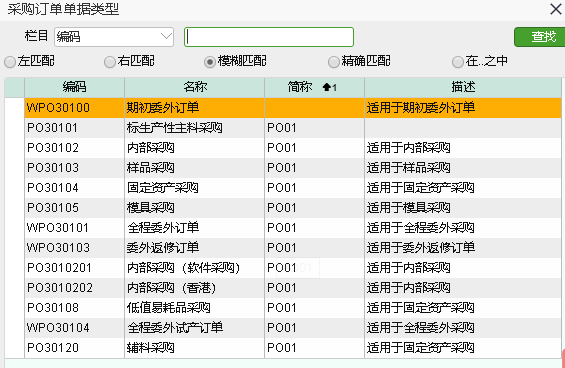 采购订单单据类型
栏目 编码 查找
左匹配 右匹配 模糊匹配 精确匹配 在..之中
编码 名称 简称 1 描述
WPO30100 期初委外订单 适用于期初委外订单
PO30101 标生产性主料采购 PO01
PO30102 内部采购 PO01 适用于内部采购
PO30103 样品采购 PO01 适用于样品采购
PO30104 固定资产采购 PO01 适用于固定资产采购
PO30105 模具采购 PO01 适用于模具采购
WPO30101 全程委外订单 PO01 适用于全程委外采购
WPO30103 委外返修订单 PO01 适用于委外返修订单
PO3010201 内部采购（软件采购） PO01 适用于内部采购
PO3010202 内部采购（香港） PO01 适用于内部采购
PO30108 低值易耗品采购 PO01 适用于固定资产采购
WPO30104 全程委外试产订单 PO01 适用于全程委外采购
PO30120 辅料采购 PO01 适用于固定资产采购